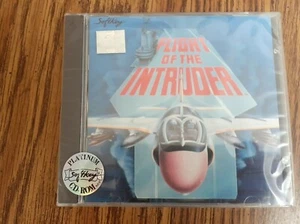 FLIGHT
OF THE
INTRUDER
PLATINUM
CD-ROM